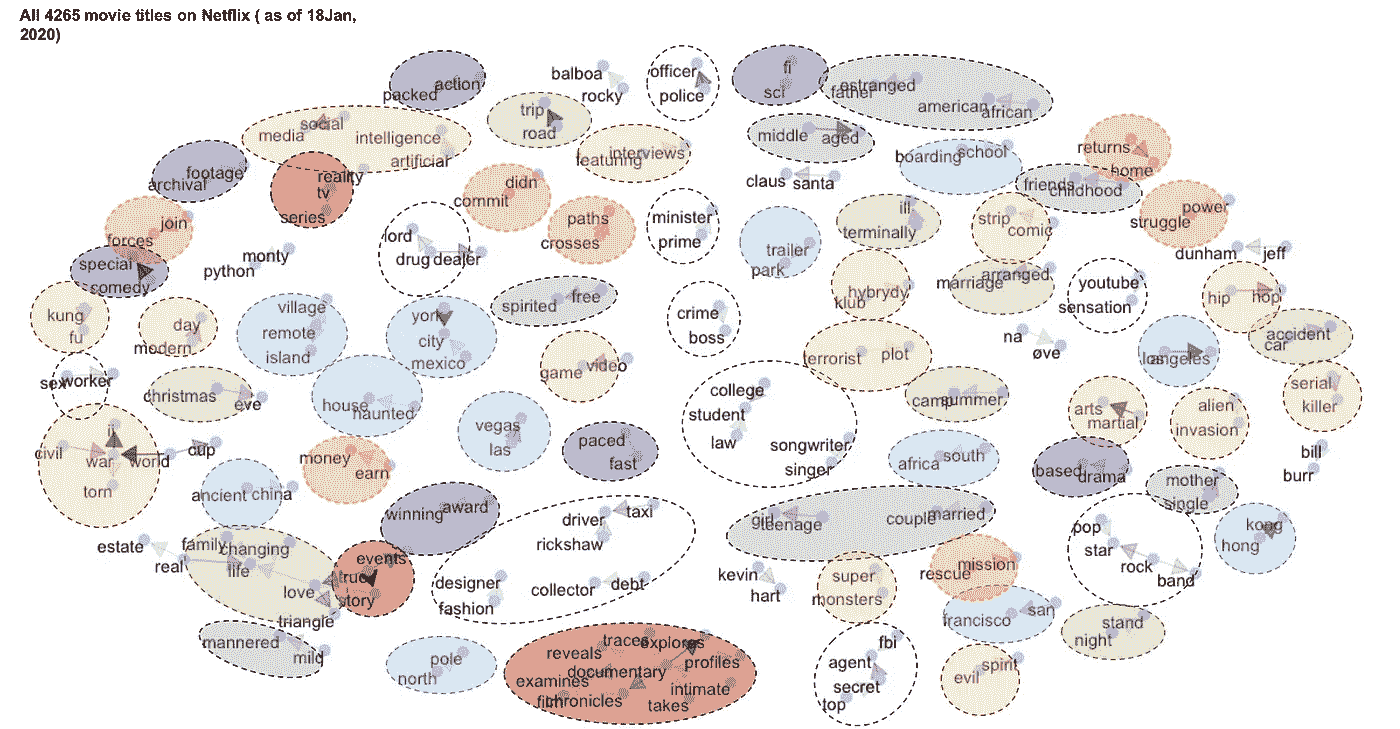 All 4265 movie titles on Netflix ( as of 18Jan,
2020)
packed
action
balboa
rocky
officer
police
fi
sci
father
estranged
american
african
trip
road
media
social
intelligence
artificial
featuring
interviews
middle
aged
boarding
school
returns
home
archival
footage
reality
tv
series
didn
commit
claus
santa
friends
childhood
join
forces
lord
drug
dealer
paths
crosses
minister
prime
trailer
park
ill
terminally
strip
comic
power
struggle
special
comedy
monty
python
dunham
jeff
kung
fu
day
modern
village
remote
island
york
city
mexico
spirited
free
crime
boss
hybrydy
klub
marriage
arranged
youtube
sensation
hip
hop
na
øve
los
angeles
accident
car
sex
worker
christmas
eve
house
haunted
game
video
terrorist
plot
college
student
law
songwriter
singer
camp
summer
arts
martial
alien
invasion
serial
killer
civil
ii
war
world
torn
cup
vegas
las
paced
fast
money
earn
africa
south
based
drama
bill
burr
ancient
china
winning
award
mother
single
estate
real
family
changing
life
love
triangle
events
true
story
driver
taxi
rickshaw
designer
fashion
collector
debt
girl
teenage
couple
married
pop
star
rock
band
kong
hong
kevin
hart
super
monsters
mission
rescue
francisco
san
mannered
mild
pole
north
traces
explores
reveals
documentary
profiles
examines
film
chronicles
intimate
takes
fbi
agent
secret
top
evil
spirit
stand
night